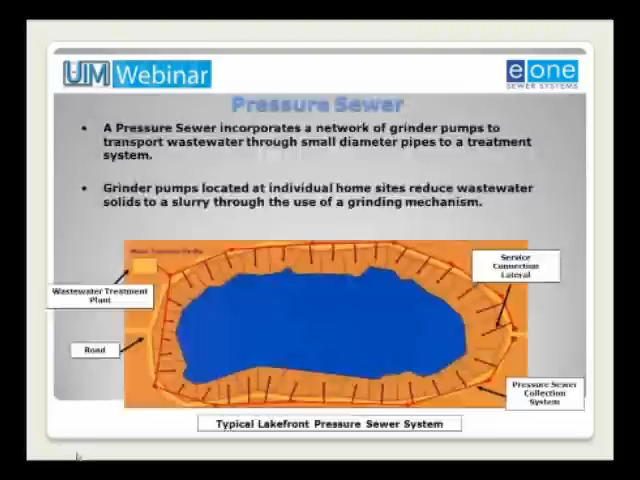 UIM Webinar
e one
SEWER SYSTEMS
Pressure Sewer
• A Pressure Sewer incorporates a network of grinder pumps to
transport wastewater through small diameter pipes to a treatment
system.
• Grinder pumps located at individual home sites reduce wastewater
solids to a slurry through the use of a grinding mechanism.
Service
Connection
Lateral
Wastewater Treatment
Plant
Road
Pressure Sewer
Collection
System
Typical Lakefront Pressure Sewer System